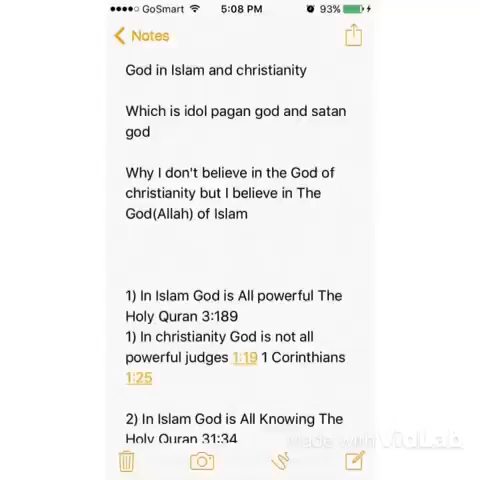 GoSmart 5:08 PM 93%
Notes
God in Islam and christianity
Which is idol pagan god and satan
god
Why I don't believe in the God of
christianity but I believe in The
God(Allah) of Islam
1) In Islam God is All powerful The
Holy Quran 3:189
1) In christianity God is not all
powerful judges 1:19 1 Corinthians
1:25
2) In Islam God is All Knowing The
Holy Quran 31:34
Made with VidLab